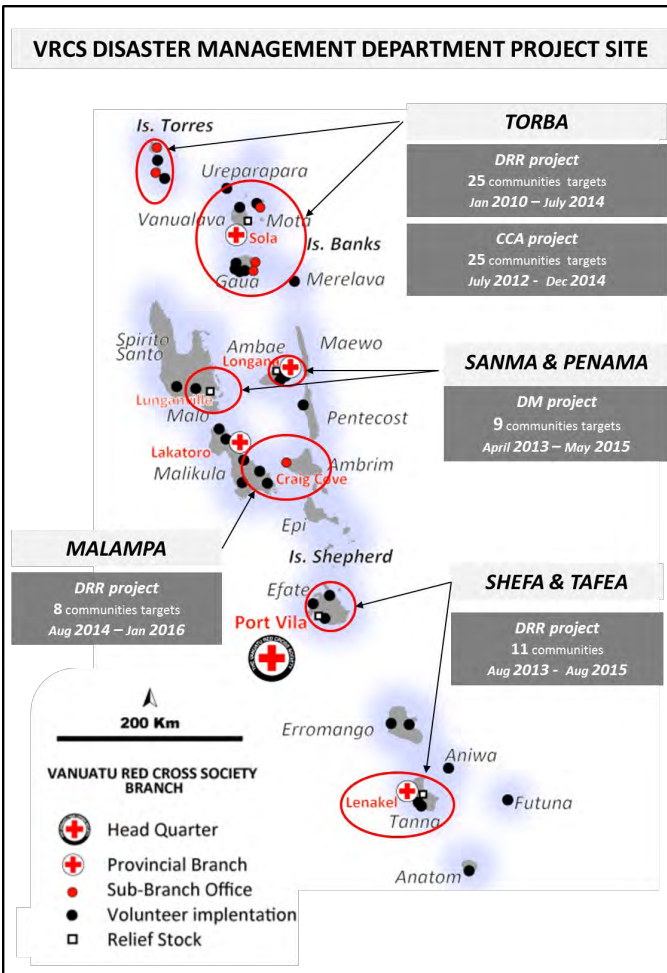 VRCS DISASTER MANAGEMENT DEPARTMENT PROJECT SITE
Is. Torres
TORBA
DRR project
25 communities targets
Jan 2010 – July 2014
CCA project
25 communities targets
July 2012 - Dec 2014
Ureparapara
Vanualava
Mota
Sola
Is. Banks
Gaua
Merelava
Spirito
Santo
Ambae
Maewo
Longana
SANMA & PENAMA
DM project
9 communities targets
April 2013 – May 2015
Lunganville
Malo
Pentecost
Lakatoro
Malikula
Ambrim
Craig Cove
Epi
MALAMPA
DRR project
8 communities targets
Aug 2014 – Jan 2016
Is. Shepherd
Efate
Port Vila
SHEFA & TAFEA
DRR project
11 communities
Aug 2013 - Aug 2015
200 Km
Erromango
Aniwa
Lenakel
Tanna
Futuna
Anatom
VANUATU RED CROSS SOCIETY
BRANCH
Head Quarter
Provincial Branch
Sub-Branch Office
Volunteer implentation
Relief Stock